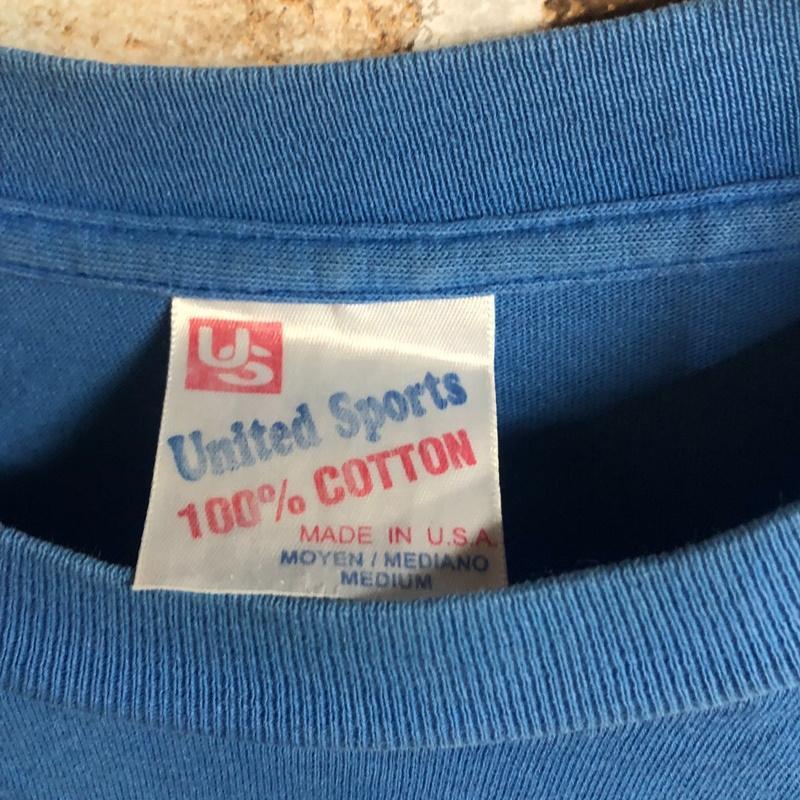 US
United Sports
100% COTTON
MADE IN U.S.A.
MOYEN / MEDIANO
MEDIUM